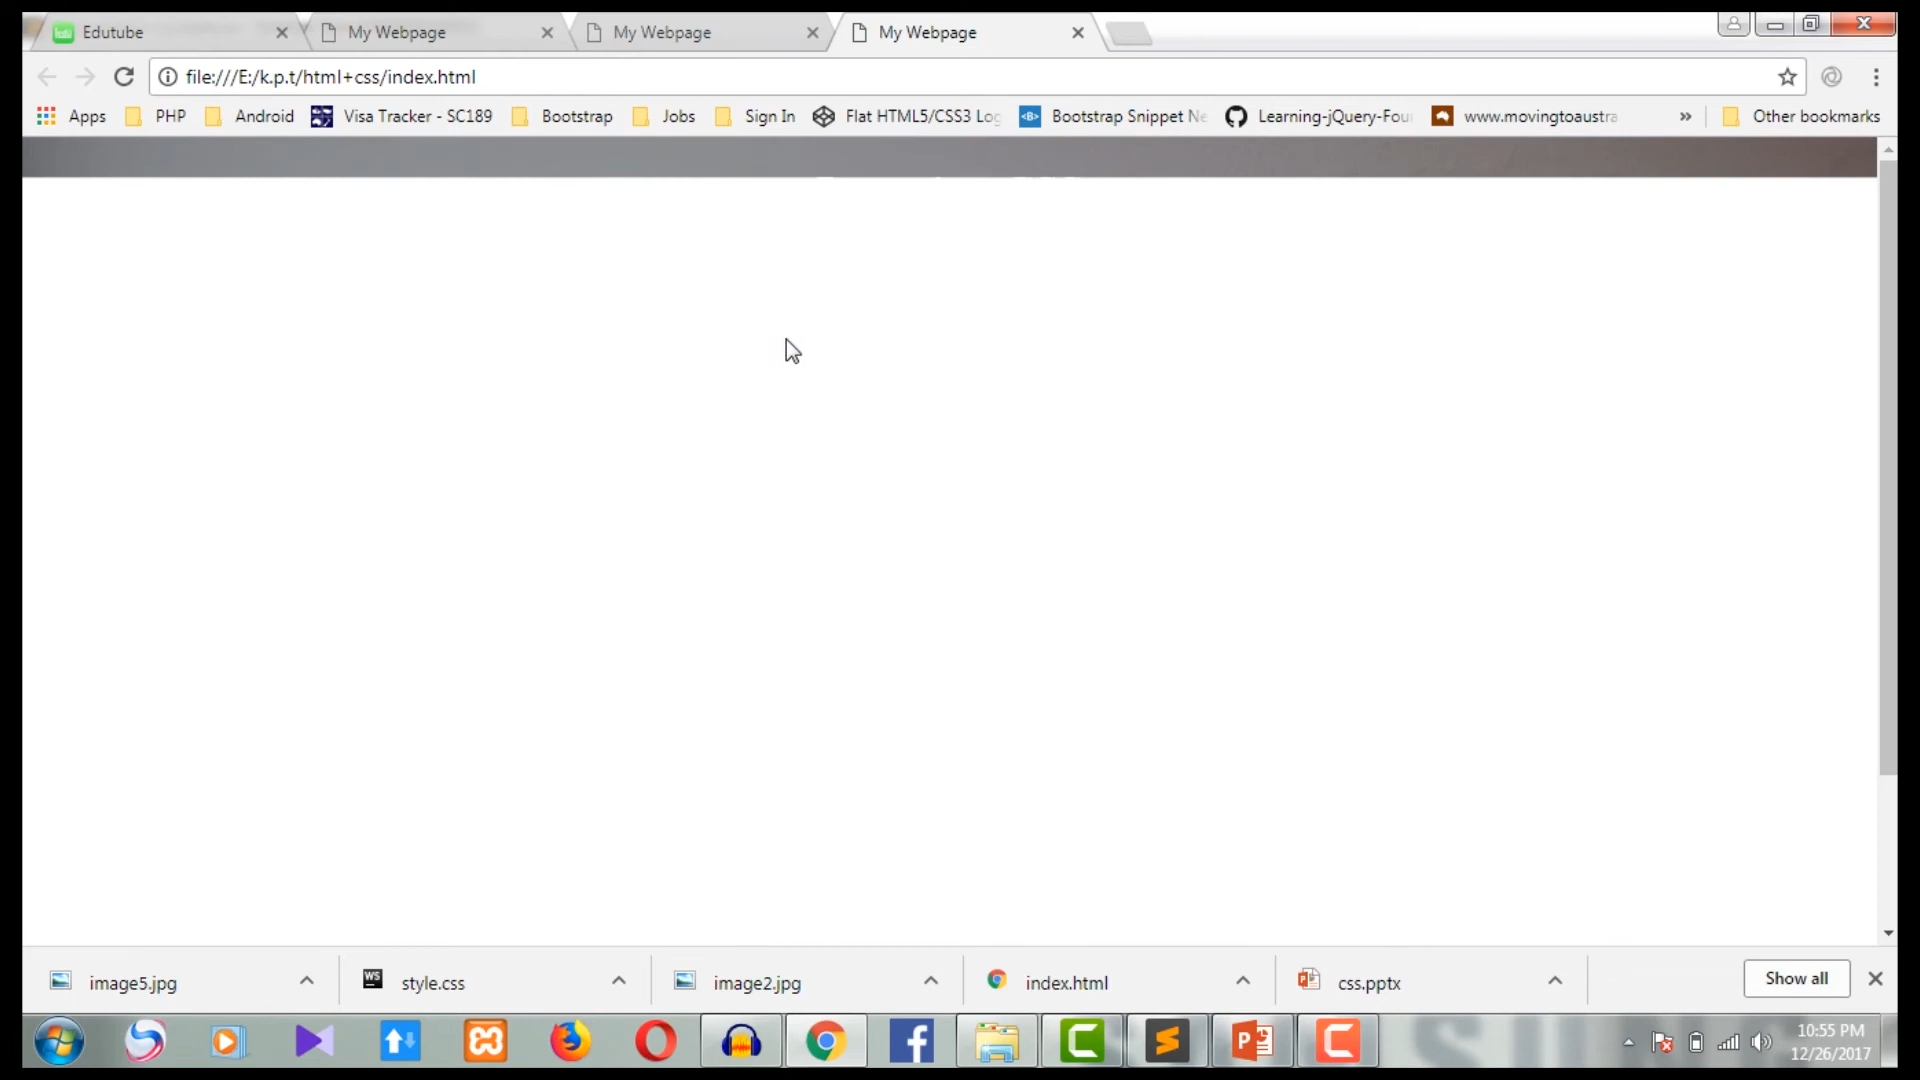 Edutube
My Webpage
My Webpage
My Webpage
file:///E:/k.p.t/html+css/index.html
Apps
PHP
Android
Visa Tracker - SC189
Bootstrap
Jobs
Sign In
Flat HTML5/CSS3 Log
Bootstrap Snippet Ne
Learning-jQuery-Four
www.movingtoaustra
»
Other bookmarks
image5.jpg
style.css
image2.jpg
index.html
css.pptx
Show all
10:55 PM
12/26/2017